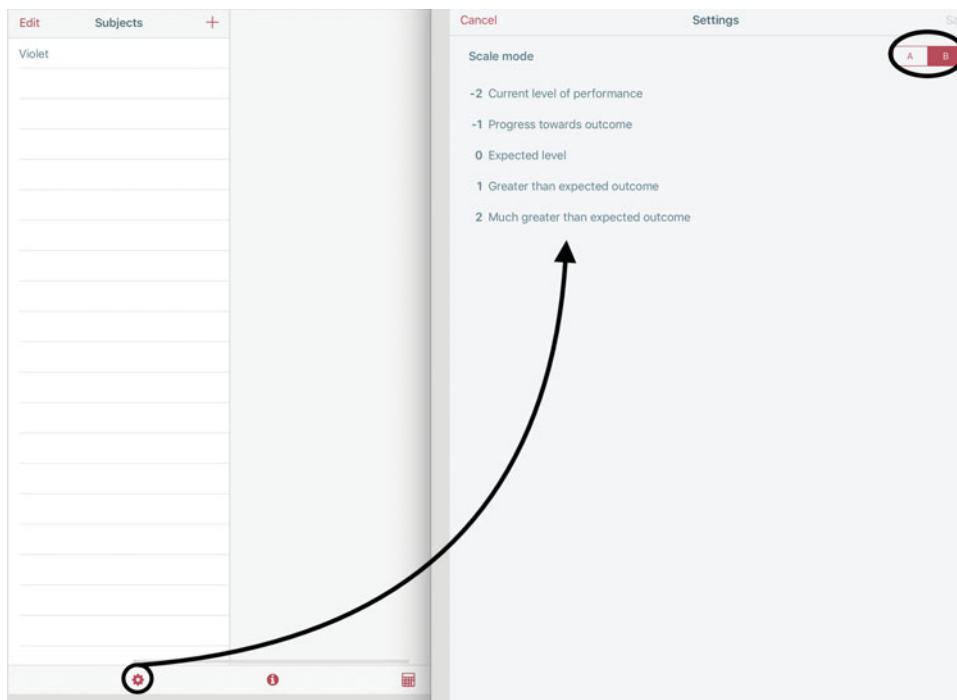 Edit Subjects +
Violet
Cancel Settings
Scale mode A B
-2 Current level of performance
-1 Progress towards outcome
0 Expected level
1 Greater than expected outcome
2 Much greater than expected outcome